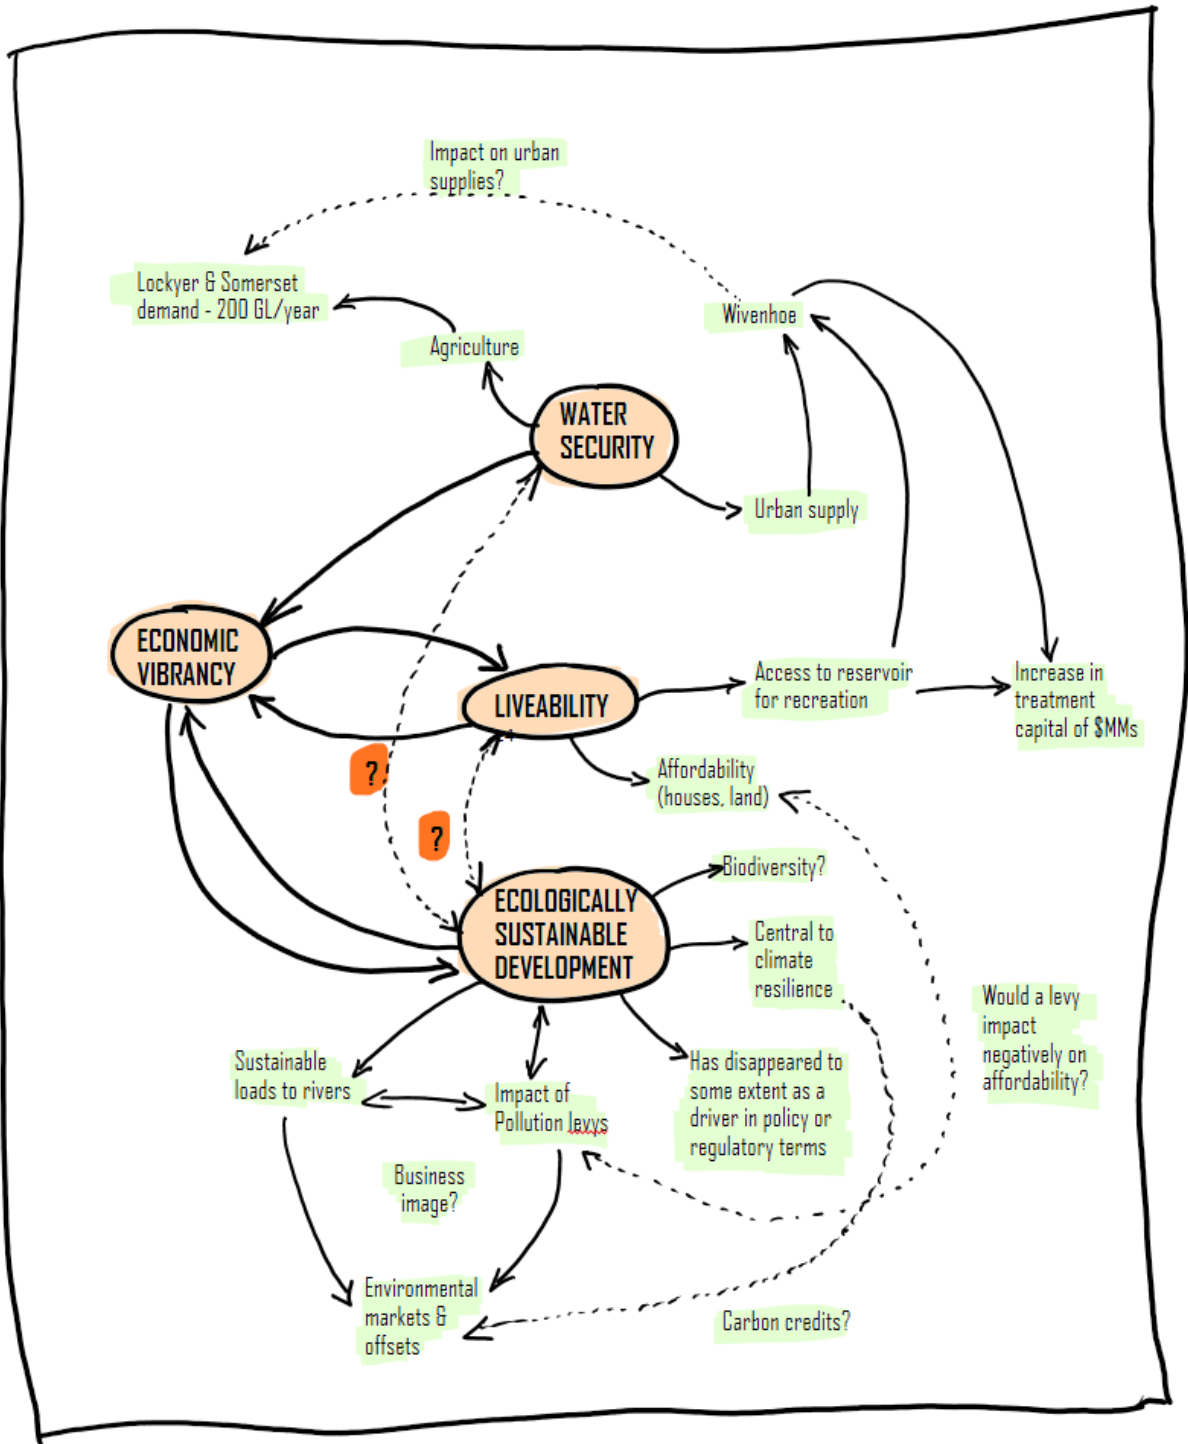 Impact on urban
supplies?
Lockyer & Somerset
demand - 200 GL/year
Wivenhoe
Agriculture
WATER
SECURITY
Urban supply
ECONOMIC
VIBRANCY
LIVEABILITY
Access to reservoir
for recreation
Increase in
treatment
capital of $MMs
?
Affordability
(houses, land)
?
Biodiversity?
ECOLOGICALLY
SUSTAINABLE
DEVELOPMENT
Central to
climate
resilience
Would a levy
impact
negatively on
affordability?
Sustainable
loads to rivers
Impact of
Pollution levys
Has disappeared to
some extent as a
driver in policy or
regulatory terms
Business
image?
Environmental
markets &
offsets
Carbon credits?